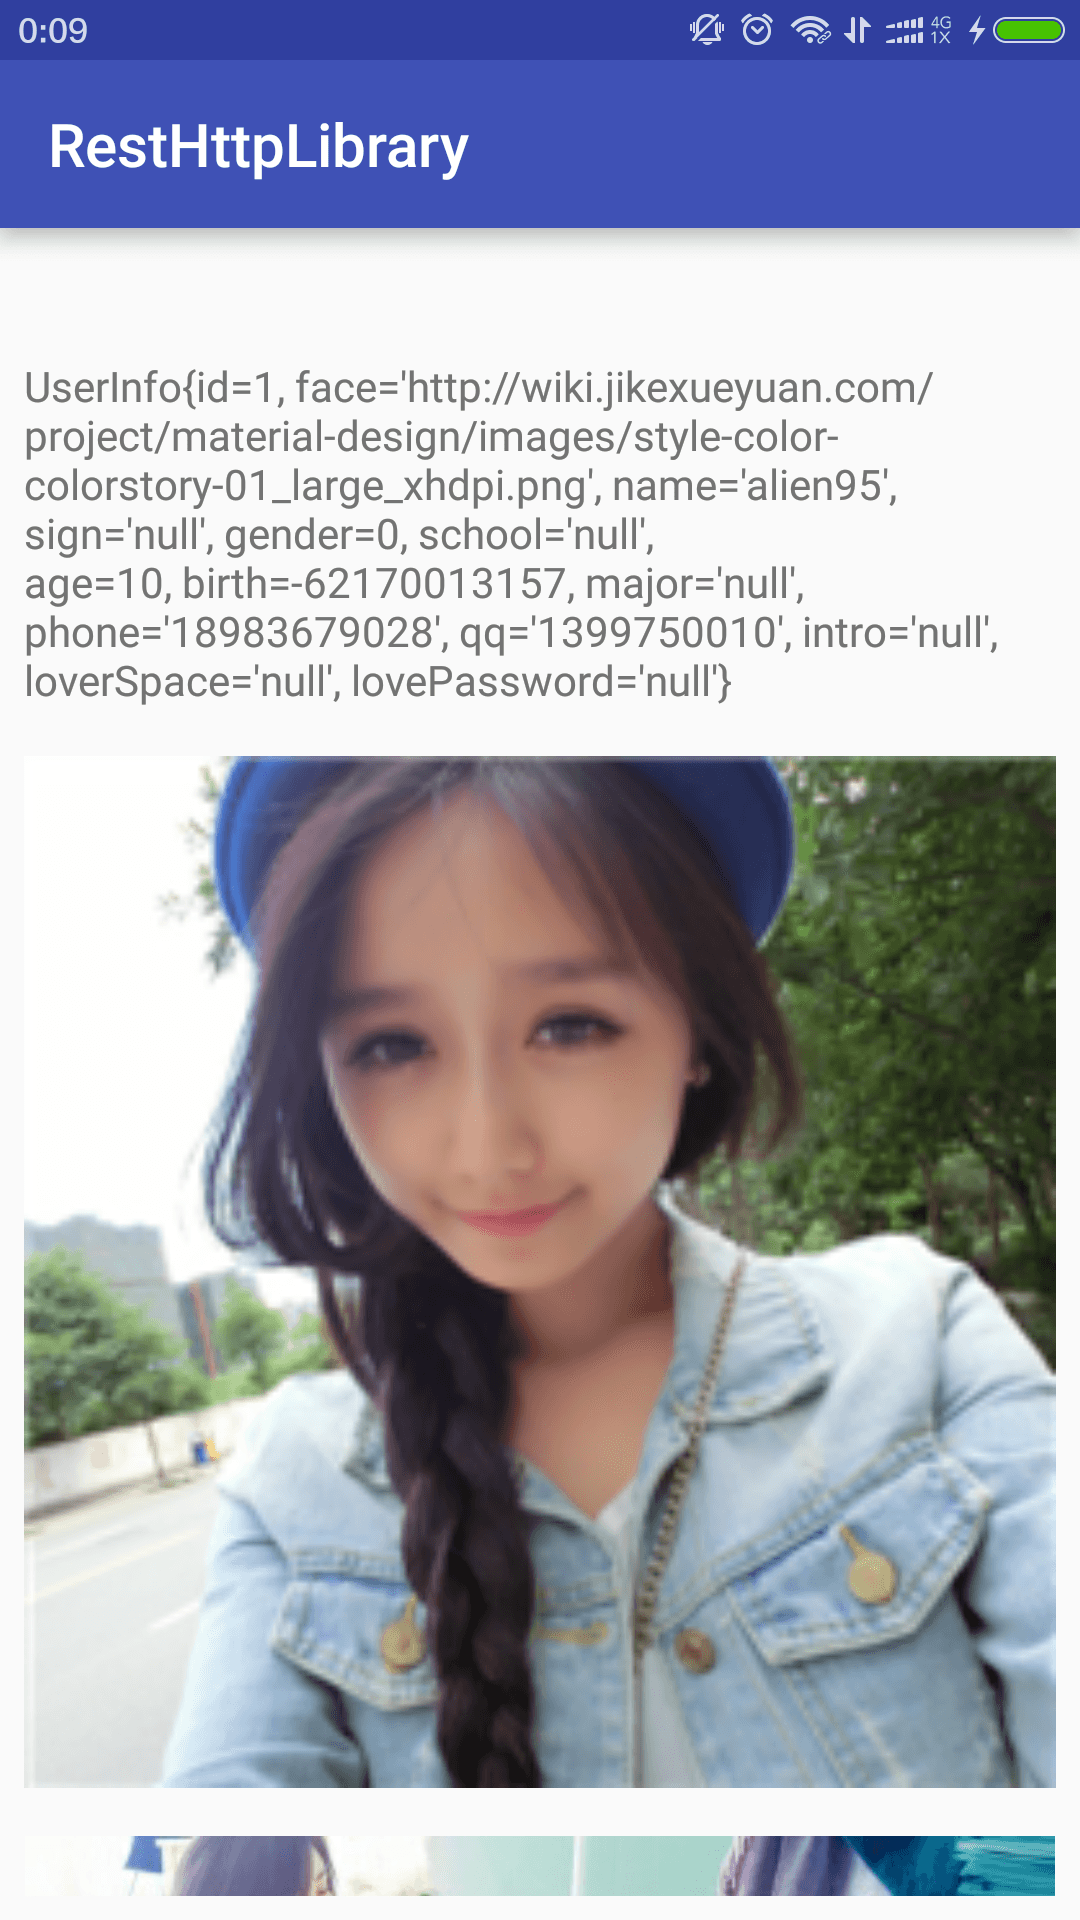 0:09
4G
1X
RestHttpLibrary
UserInfo{id=1, face='http://wiki.jikexueyuan.com/
project/material-design/images/style-color-
colorstory-01_large_xhdpi.png', name='alien95',
sign='null', gender=0, school='null',
age=10, birth=-62170013157, major='null',
phone='18983679028', qq='1399750010', intro='null',
loverSpace='null', lovePassword='null'}